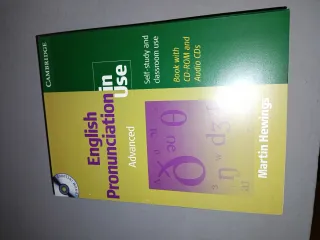 CAMBRIDGE
English
Pronunciation in
Use
Advanced
Self-study and
classroom use
Book with
CD-ROM and
Audio CDs
Martin Hewings